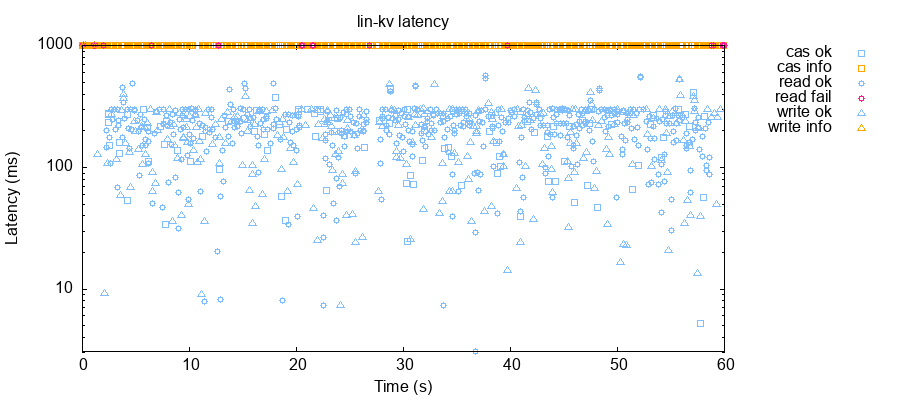 lin-kv latency
1000
100
10
Latency (ms)
0 10 20 30 40 50 60
Time (s)
cas ok
cas info
read ok
read fail
write ok
write info